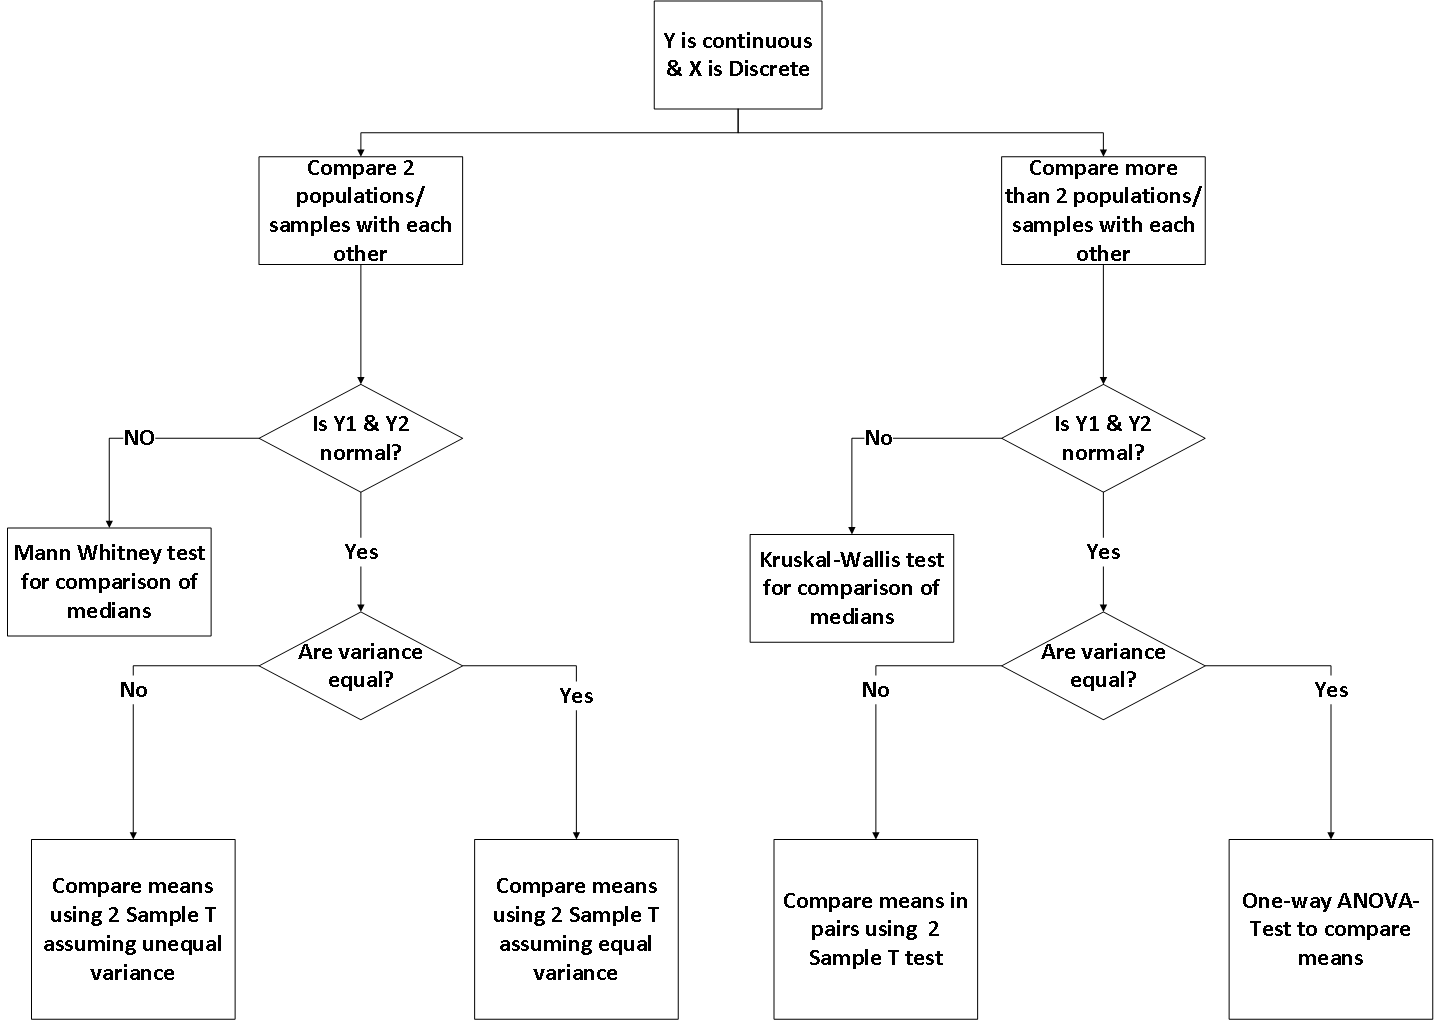 Y is continuous
& X is Discrete
Compare 2
populations/
samples with each
other
Compare more
than 2 populations/
samples with each
other
Is Y1 & Y2
normal?
NO
Is Y1 & Y2
normal?
No
Mann Whitney test
for comparison of
medians
Yes
Kruskal-Wallis test
for comparison of
medians
Yes
Are variance
equal?
No
Yes
Are variance
equal?
No
Yes
Compare means
using 2 Sample T
assuming unequal
variance
Compare means
using 2 Sample T
assuming equal
variance
Compare means in
pairs using  2
Sample T test
One-way ANOVA-
Test to compare
means